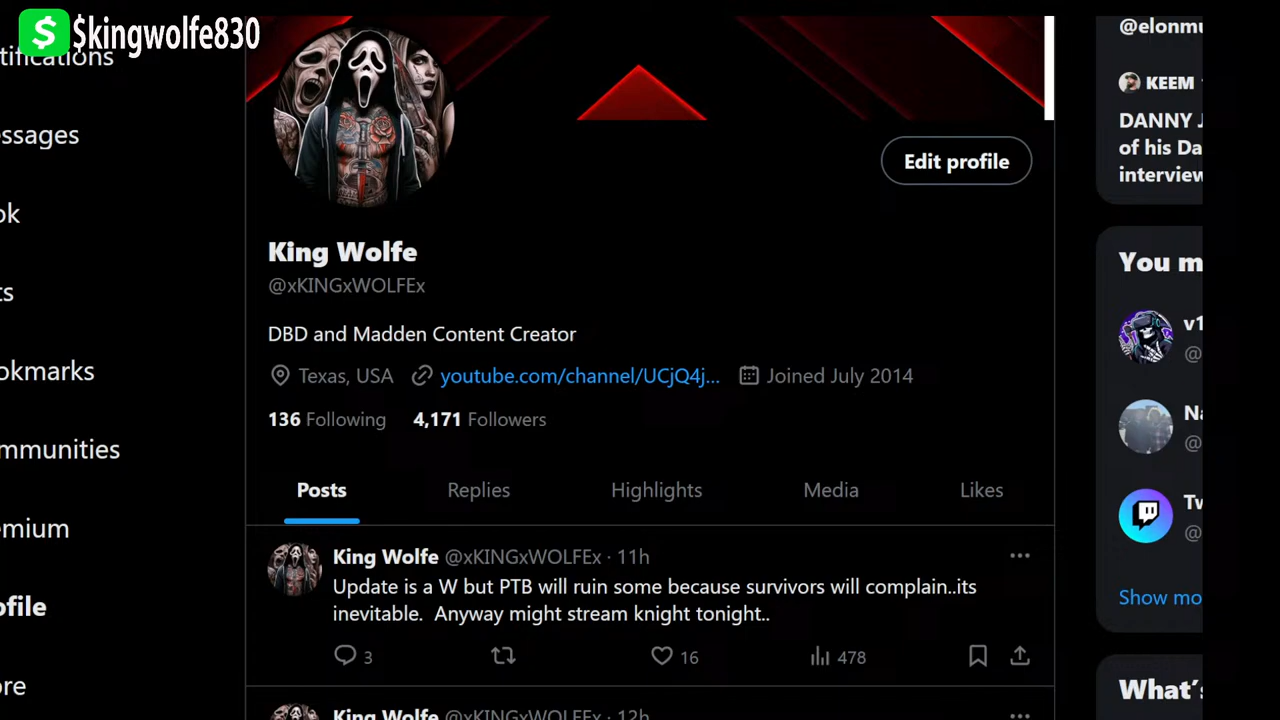 $kingwolfe830
tifications
essages
ok
ts
okmarks
mmunities
emium
ofile
ore
Edit profile
King Wolfe
@xKINGxWOLFEx
DBD and Madden Content Creator
Texas, USA youtube.com/channel/UCjQ4j... Joined July 2014
136 Following 4,171 Followers
Posts Replies Highlights Media Likes
King Wolfe @xKINGxWOLFEx · 11h
Update is a W but PTB will ruin some because survivors will complain..its
inevitable. Anyway might stream knight tonight..
3 16 478
King Wolfe @xKINGxWOLFEx · 12h
@elonmu
KEEM
DANNY J
of his Da
interview
You m
v1
@
Na
@
Tw
@
Show mo
What's